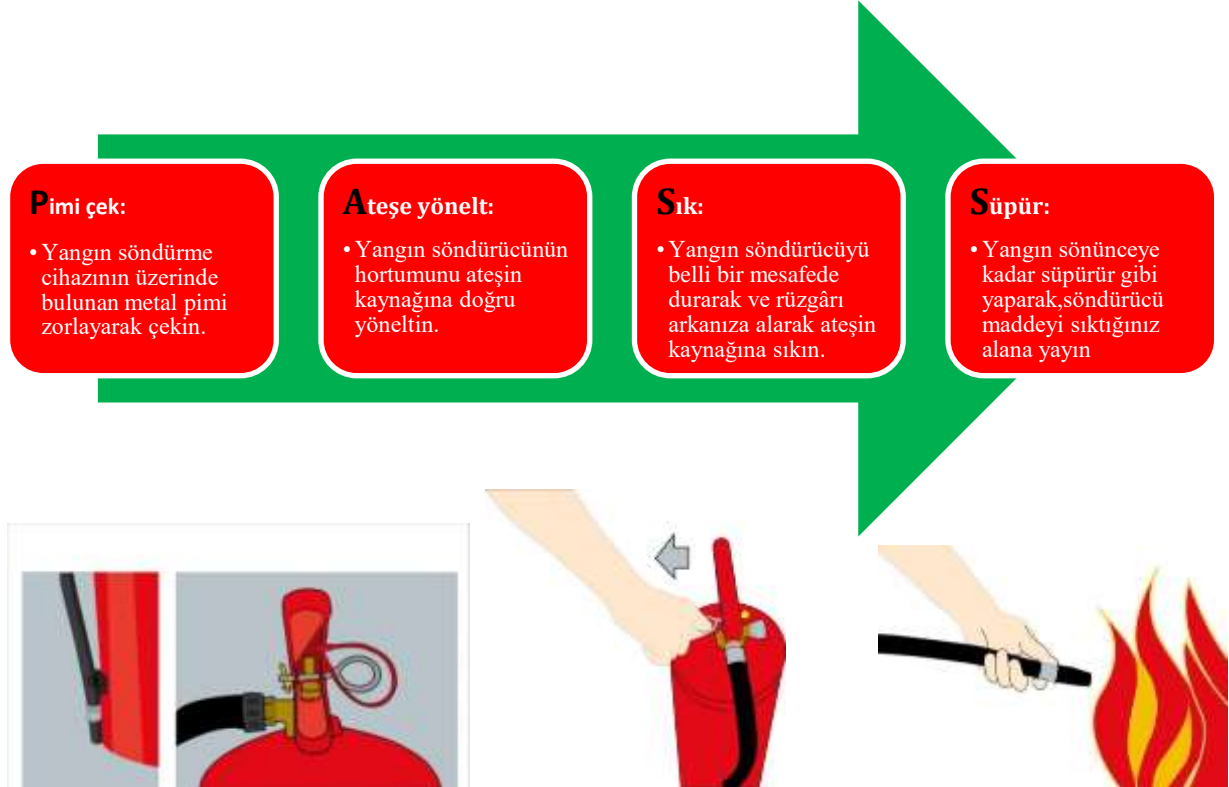 Pimi çek:
• Yangın söndürme
cihazının üzerinde
bulunan metal pimi
zorlayarak çekin.
Ateşe yönelt:
• Yangın söndürücünün
hortumunu ateşin
kaynağına doğru
yöneltin.
Sık:
• Yangın söndürücüyü
belli bir mesafede
durarak ve rüzgârı
arkanıza alarak ateşin
kaynağına sıkın.
Süpür:
• Yangın sönünceye
kadar süpürür gibi
yaparak,söndürücü
maddeyi sıktığınız
alana yayın